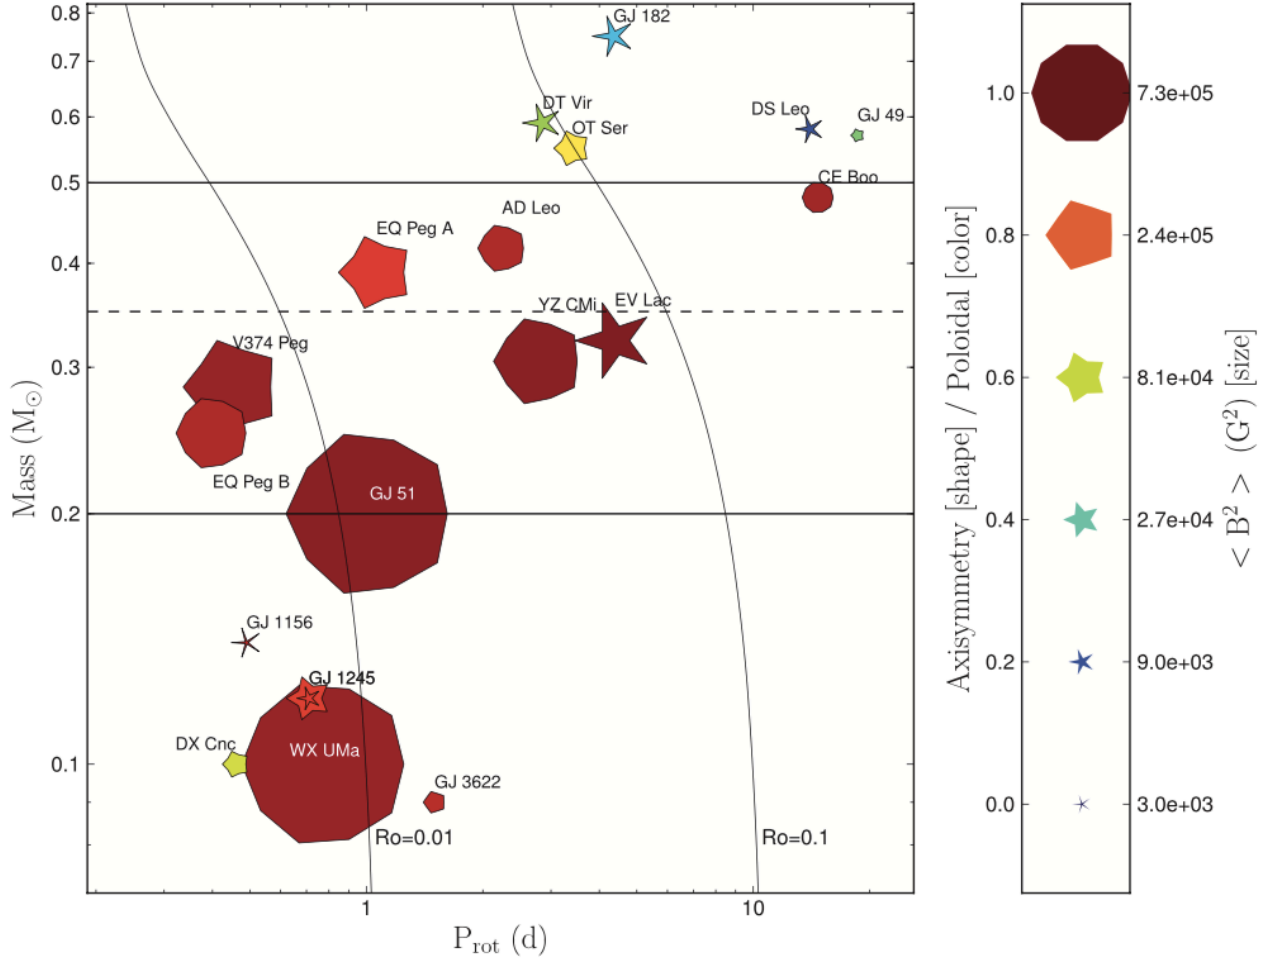 0.8
0.7
0.6
0.5
0.4
0.3
0.2
0.1
Mass (M☉)
1
10
P_rot (d)
GJ 182
DT Vir
OT Ser
DS Leo
GJ 49
CE Boo
AD Leo
EQ Peg A
YZ CMi
EV Lac
V374 Peg
EQ Peg B
GJ 51
GJ 1156
GJ 1245
DX Cnc
WX UMa
GJ 3622
Ro=0.01
Ro=0.1
Axisymmetry [shape] / Poloidal [color]
1.0
0.8
0.6
0.4
0.2
0.0
7.3e+05
2.4e+05
8.1e+04
2.7e+04
9.0e+03
3.0e+03
< B² > (G²) [size]